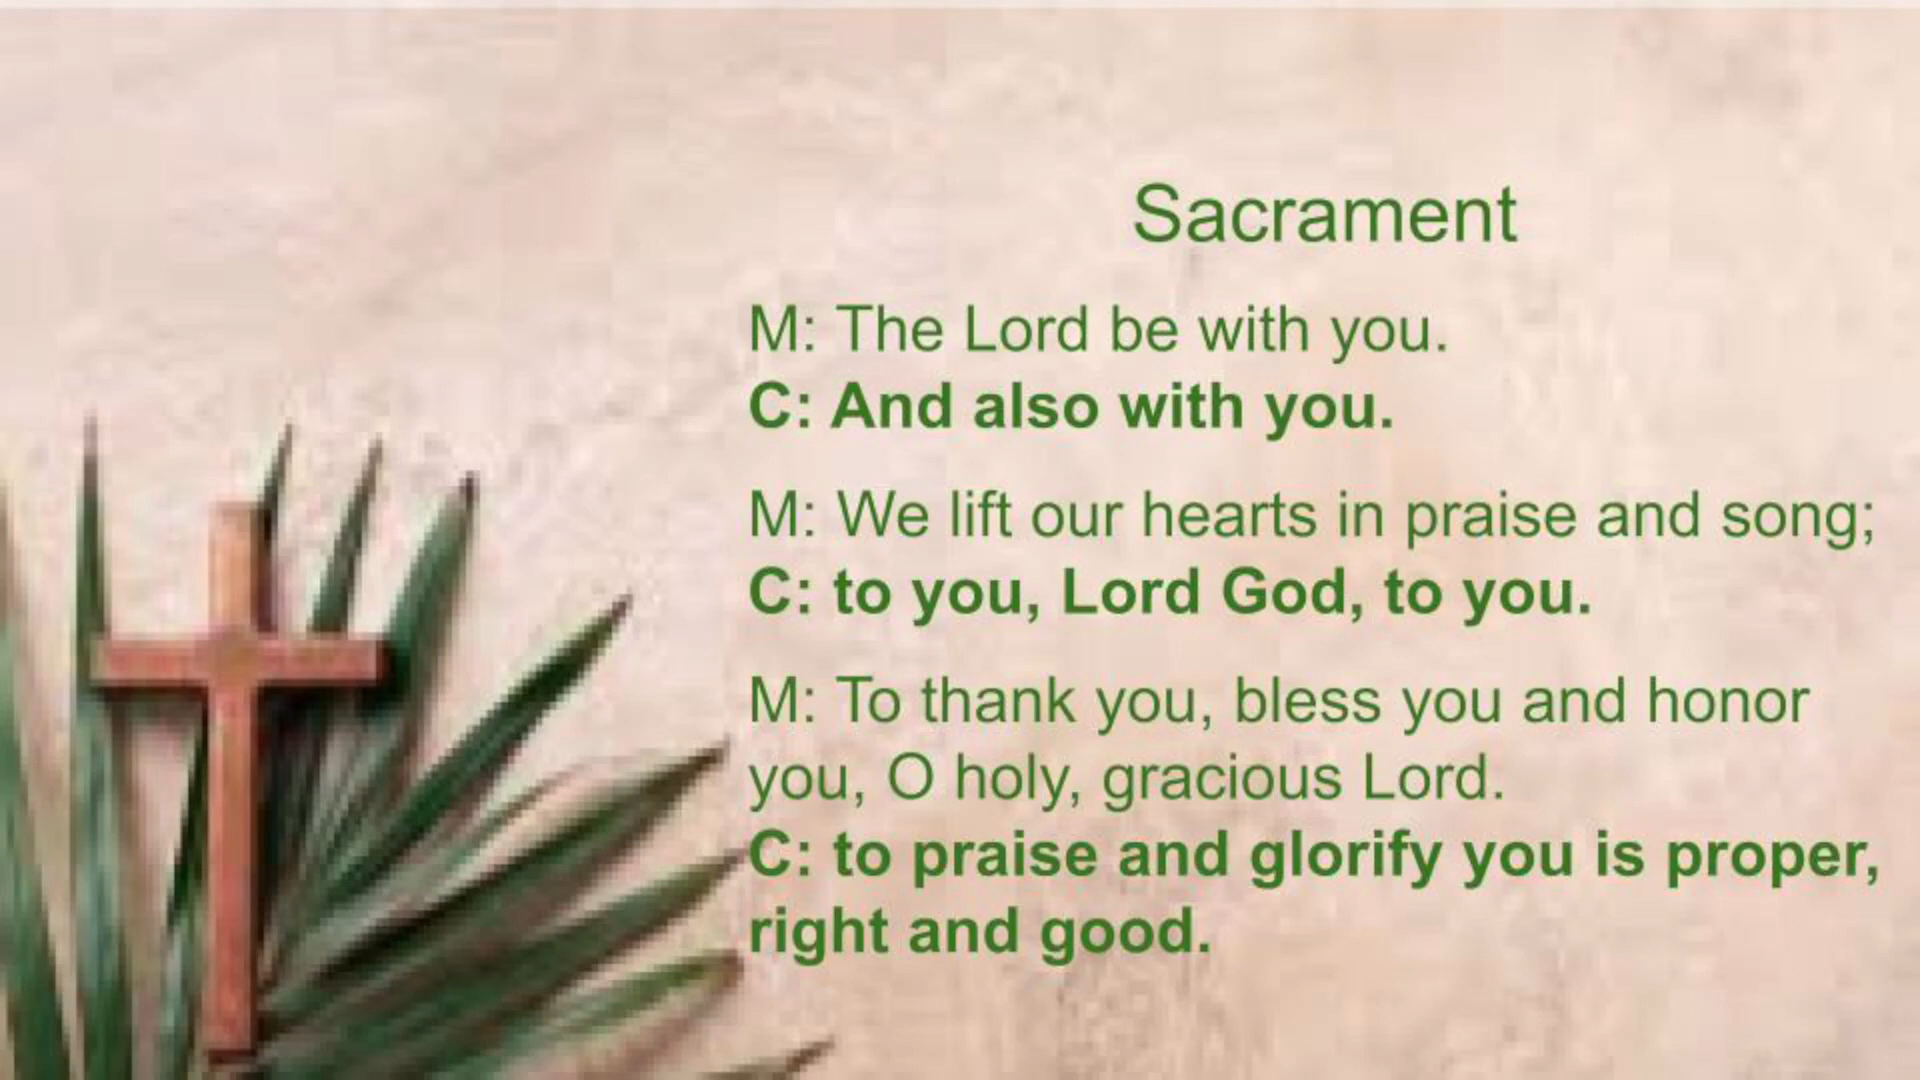 Sacrament
M: The Lord be with you.
C: And also with you.
M: We lift our hearts in praise and song;
C: to you, Lord God, to you.
M: To thank you, bless you and honor
you, O holy, gracious Lord.
C: to praise and glorify you is proper,
right and good.